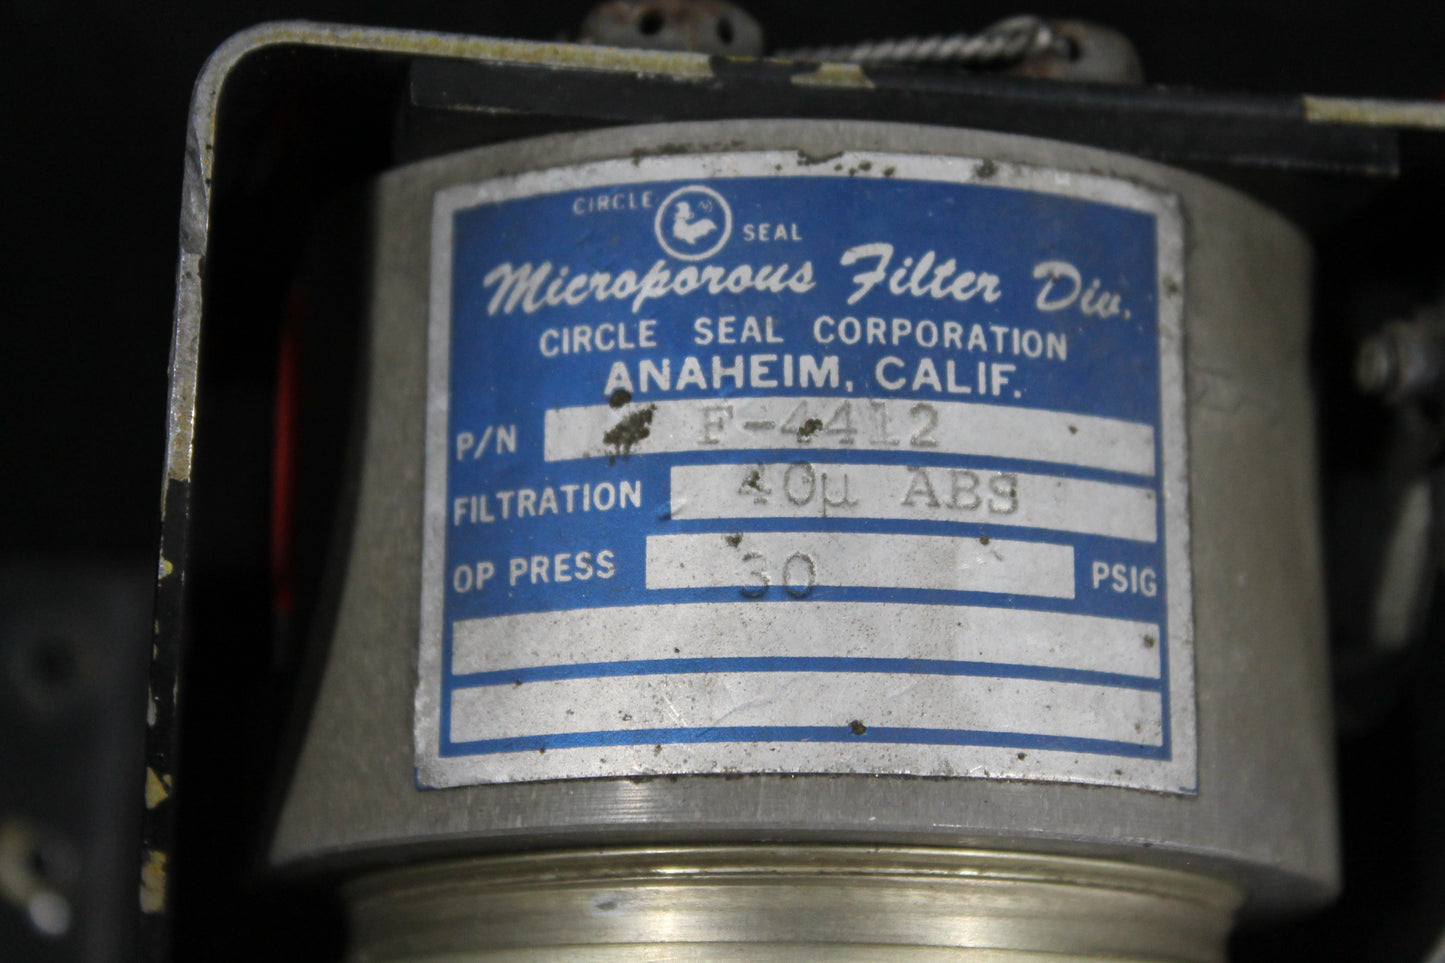 CIRCLE SEAL
Microporous Filter Div.
CIRCLE SEAL CORPORATION
ANAHEIM, CALIF.
P/N F-4412
FILTRATION 40µ ABS
OP PRESS 30 PSIG